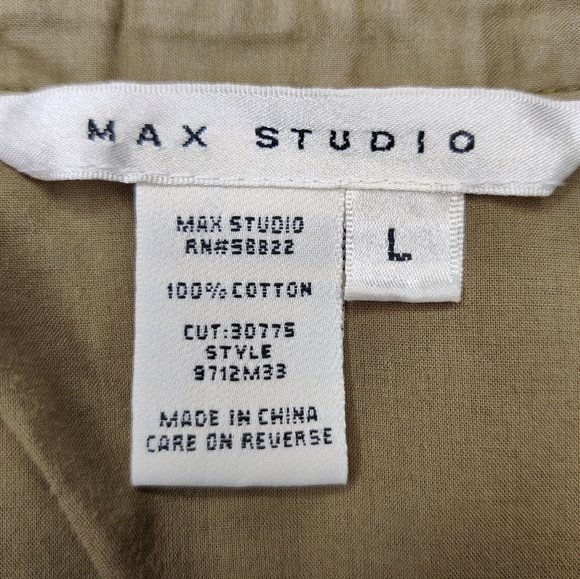 MAX STUDIO
MAX STUDIO
RN#58822
L
100% COTTON
CUT:30775
STYLE
9712M33
MADE IN CHINA
CARE ON REVERSE